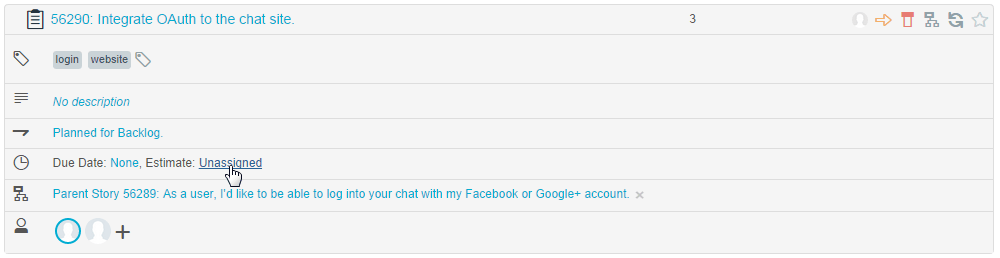 56290: Integrate OAuth to the chat site. 3
login website
No description
Planned for Backlog.
Due Date: None, Estimate: Unassigned
Parent Story 56289: As a user, I'd like to be able to log into your chat with my Facebook or Google+ account.